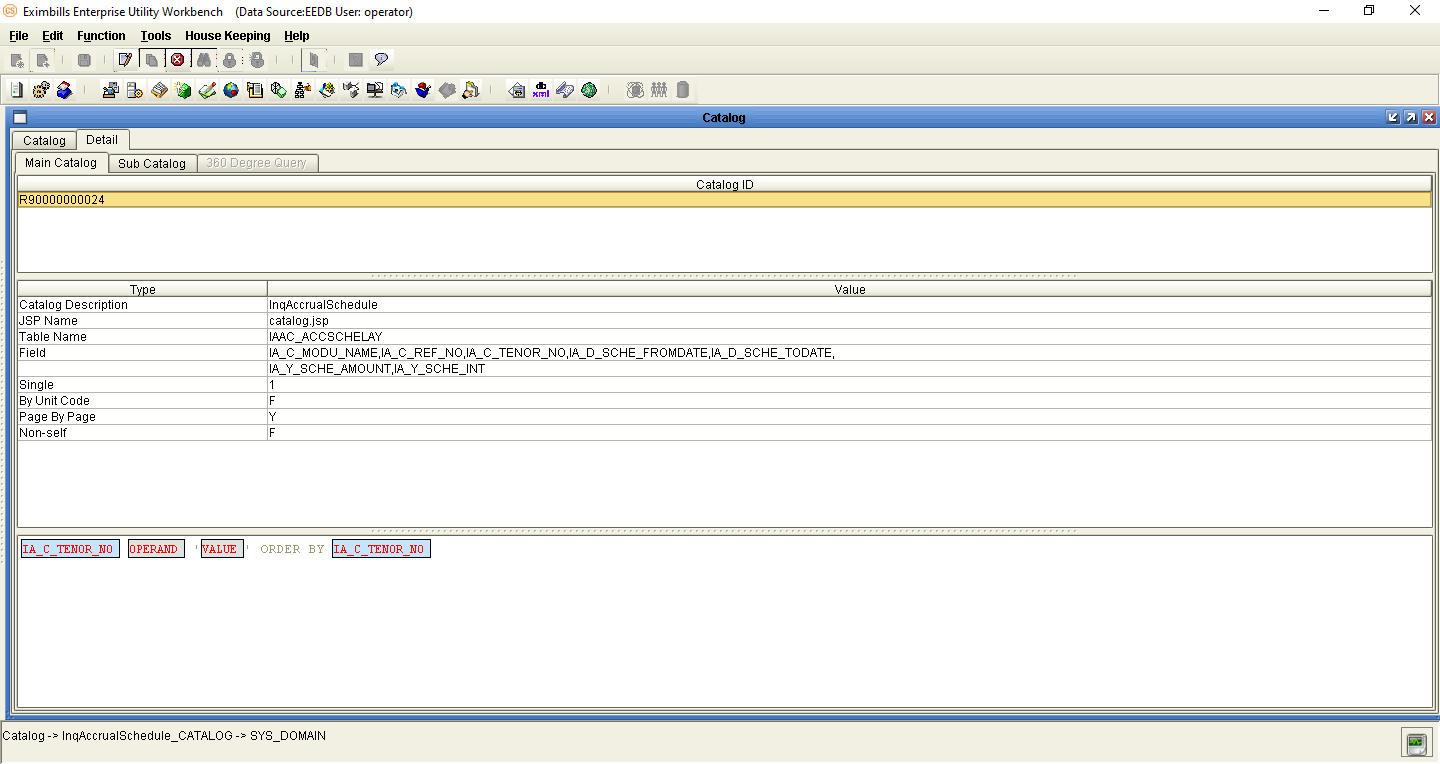 CS Eximbills Enterprise Utility Workbench (Data Source:EEDB User: operator)
File Edit Function Tools House Keeping Help
db
xml
Catalog
Catalog Detail
Main Catalog Sub Catalog 360 Degree Query
Catalog ID
R90000000024
Type Value
Catalog Description InqAccrualSchedule
JSP Name catalog.jsp
Table Name IAAC_ACCSCHELAY
Field IA_C_MODU_NAME,IA_C_REF_NO,IA_C_TENOR_NO,IA_D_SCHE_FROMDATE,IA_D_SCHE_TODATE,
IA_Y_SCHE_AMOUNT,IA_Y_SCHE_INT
Single 1
By Unit Code F
Page By Page Y
Non-self F
IA_C_TENOR_NO OPERAND 'VALUE' ORDER BY IA_C_TENOR_NO
Catalog -> InqAccrualSchedule_CATALOG -> SYS_DOMAIN